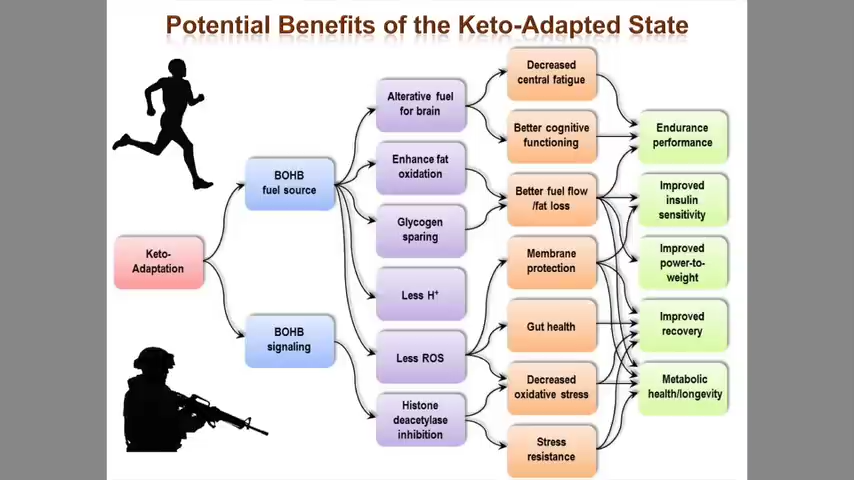 Potential Benefits of the Keto-Adapted State
Keto-
Adaptation
BOHB
fuel source
BOHB
signaling
Alterative fuel
for brain
Enhance fat
oxidation
Glycogen
sparing
Less H⁺
Less ROS
Histone
deacetylase
inhibition
Decreased
central fatigue
Better cognitive
functioning
Better fuel flow
/fat loss
Membrane
protection
Gut health
Decreased
oxidative stress
Stress
resistance
Endurance
performance
Improved
insulin
sensitivity
Improved
power-to-
weight
Improved
recovery
Metabolic
health/longevity